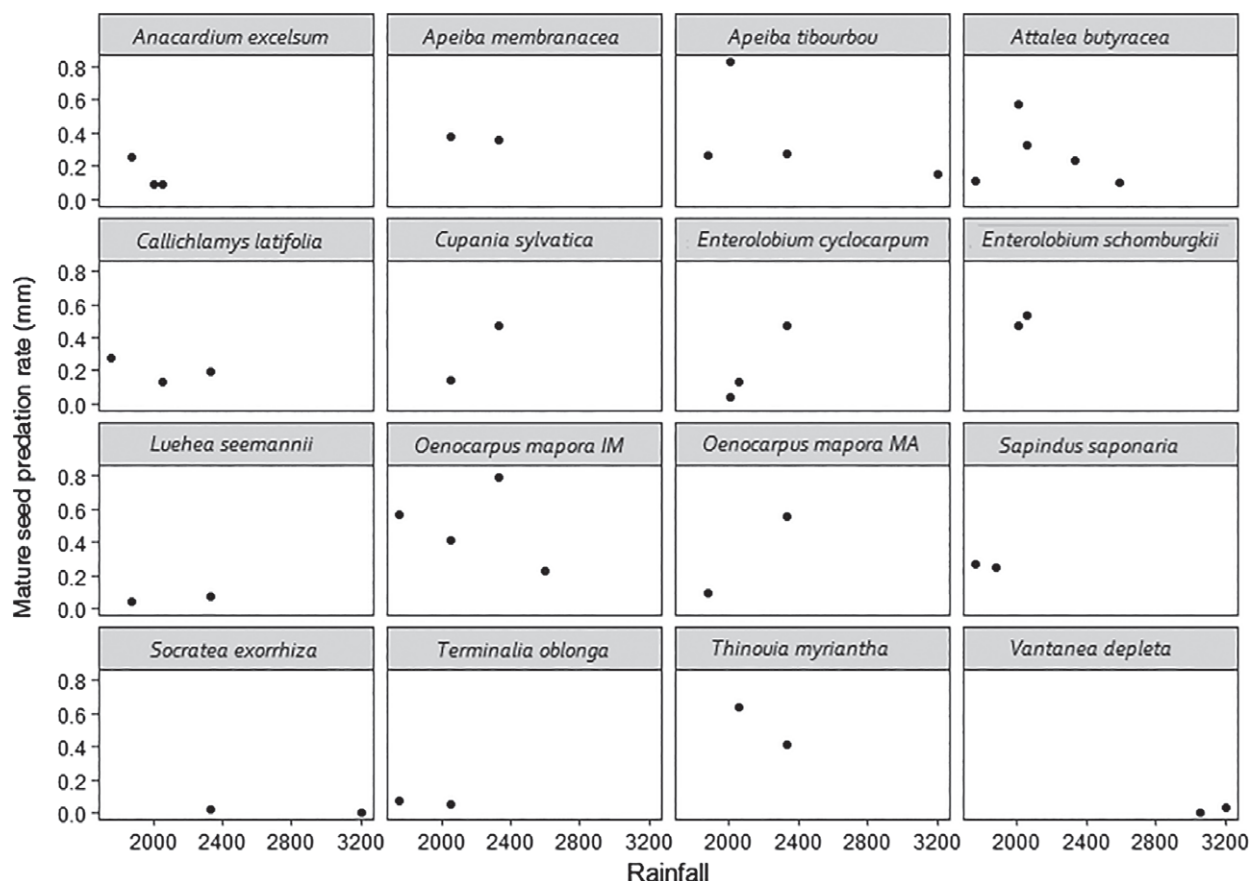 Anacardium excelsum
Apeiba membranacea
Apeiba tibourbou
Attalea butyracea
0.8
0.6
0.4
0.2
0.0
Callichlamys latifolia
Cupania sylvatica
Enterolobium cyclocarpum
Enterolobium schomburgkii
0.8
0.6
0.4
0.2
0.0
Luehea seemannii
Oenocarpus mapora IM
Oenocarpus mapora MA
Sapindus saponaria
0.8
0.6
0.4
0.2
0.0
Socratea exorrhiza
Terminalia oblonga
Thinouia myriantha
Vantanea depleta
0.8
0.6
0.4
0.2
0.0
2000 2400 2800 3200
2000 2400 2800 3200
2000 2400 2800 3200
2000 2400 2800 3200
Rainfall
Mature seed predation rate (mm)